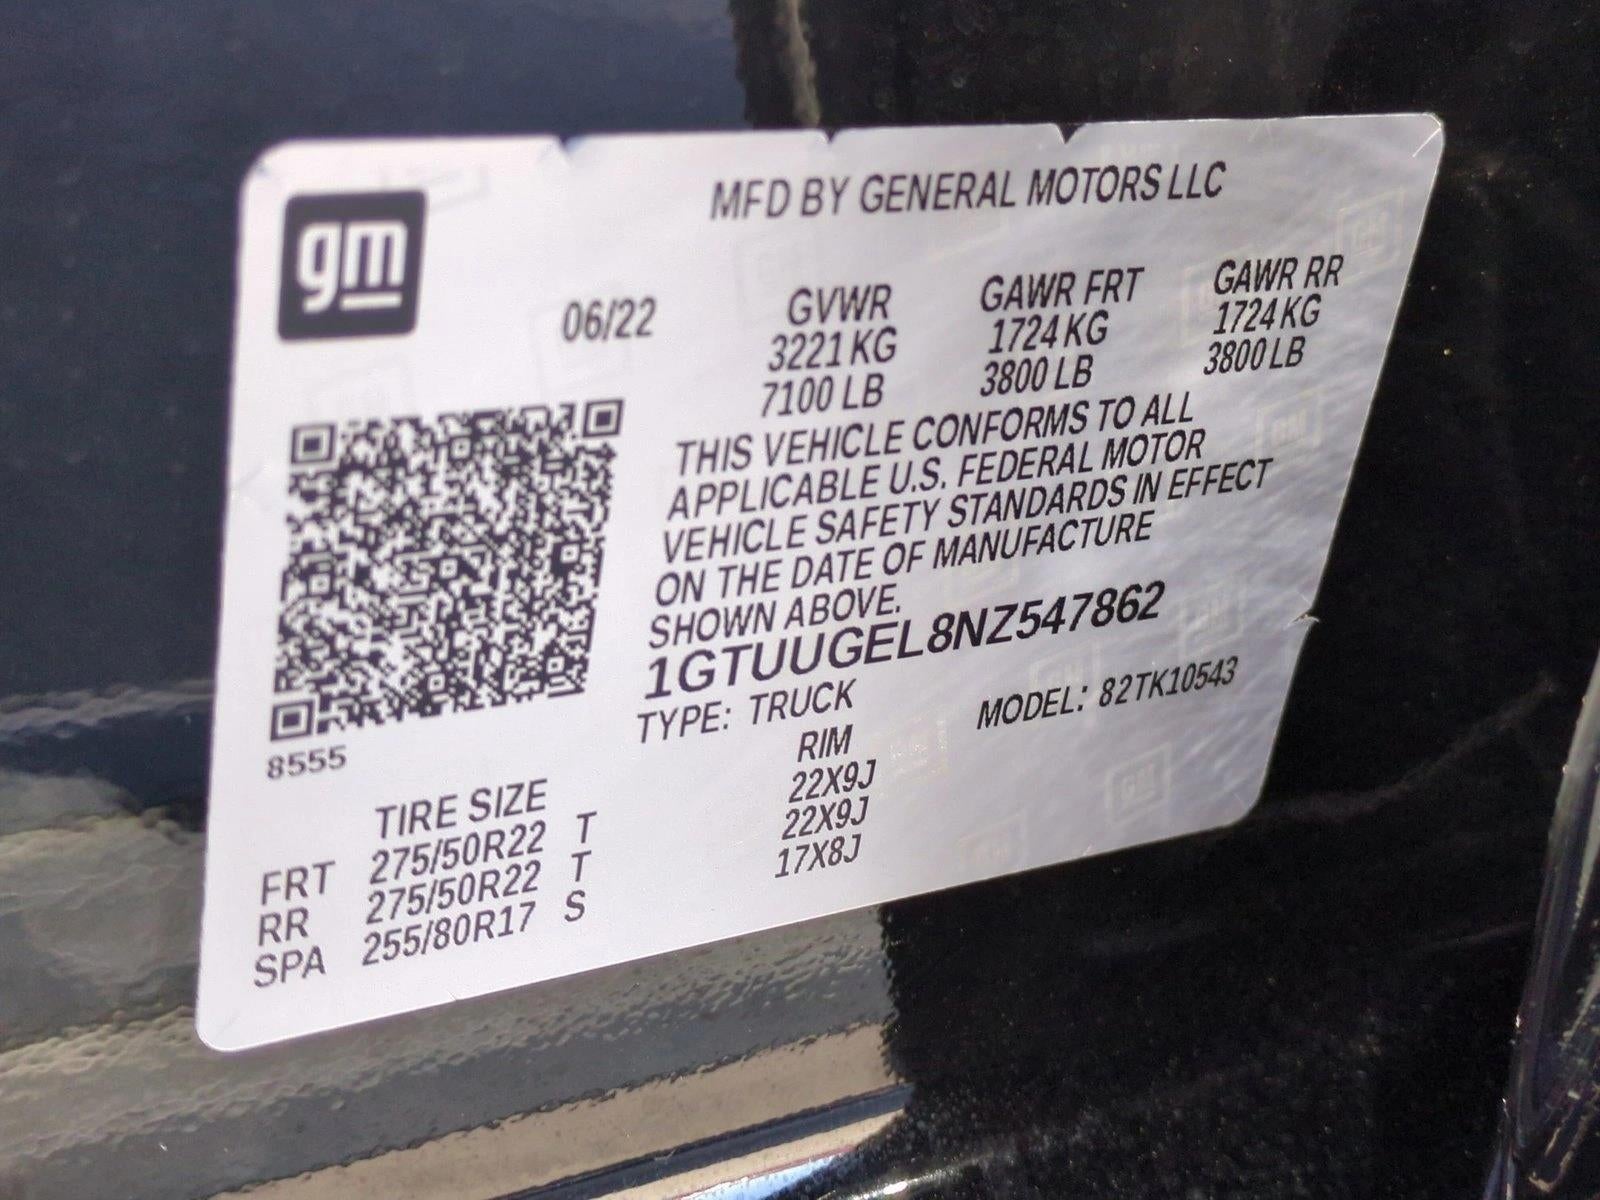 gm
MFD BY GENERAL MOTORS LLC
06/22 GVWR GAWR FRT GAWR RR
3221 KG 1724 KG 1724 KG
7100 LB 3800 LB 3800 LB
THIS VEHICLE CONFORMS TO ALL
APPLICABLE U.S. FEDERAL MOTOR
VEHICLE SAFETY STANDARDS IN EFFECT
ON THE DATE OF MANUFACTURE
SHOWN ABOVE.
1GTUUGEL8NZ547862
TYPE: TRUCK MODEL: 82TK10543
8555
TIRE SIZE RIM
FRT 275/50R22 T 22X9J
RR 275/50R22 T 22X9J
SPA 255/80R17 S 17X8J